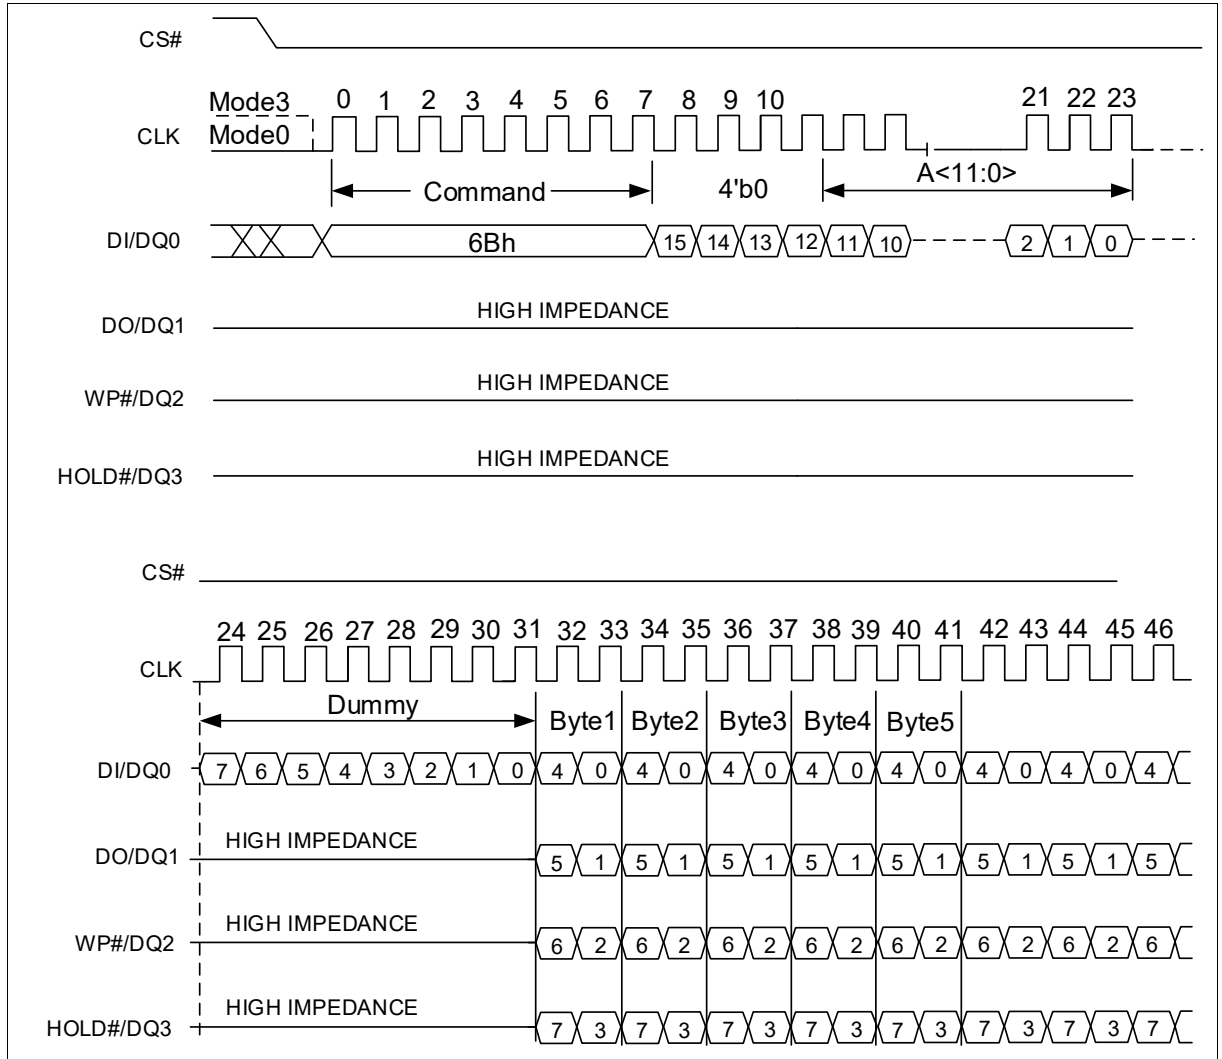 CS#
Mode3 0 1 2 3 4 5 6 7 8 9 10 21 22 23
CLK Mode0
Command 4'b0 A<11:0>
DI/DQ0 6Bh 15 14 13 12 11 10 2 1 0
HIGH IMPEDANCE
DO/DQ1
HIGH IMPEDANCE
WP#/DQ2
HIGH IMPEDANCE
HOLD#/DQ3
CS#
24 25 26 27 28 29 30 31 32 33 34 35 36 37 38 39 40 41 42 43 44 45 46
CLK
Dummy Byte1 Byte2 Byte3 Byte4 Byte5
DI/DQ0 7 6 5 4 3 2 1 0 4 0 4 0 4 0 4 0 4 0 4 0 4 0 4
HIGH IMPEDANCE
DO/DQ1 5 1 5 1 5 1 5 1 5 1 5 1 5 1 5
HIGH IMPEDANCE
WP#/DQ2 6 2 6 2 6 2 6 2 6 2 6 2 6 2 6
HIGH IMPEDANCE
HOLD#/DQ3 7 3 7 3 7 3 7 3 7 3 7 3 7 3 7